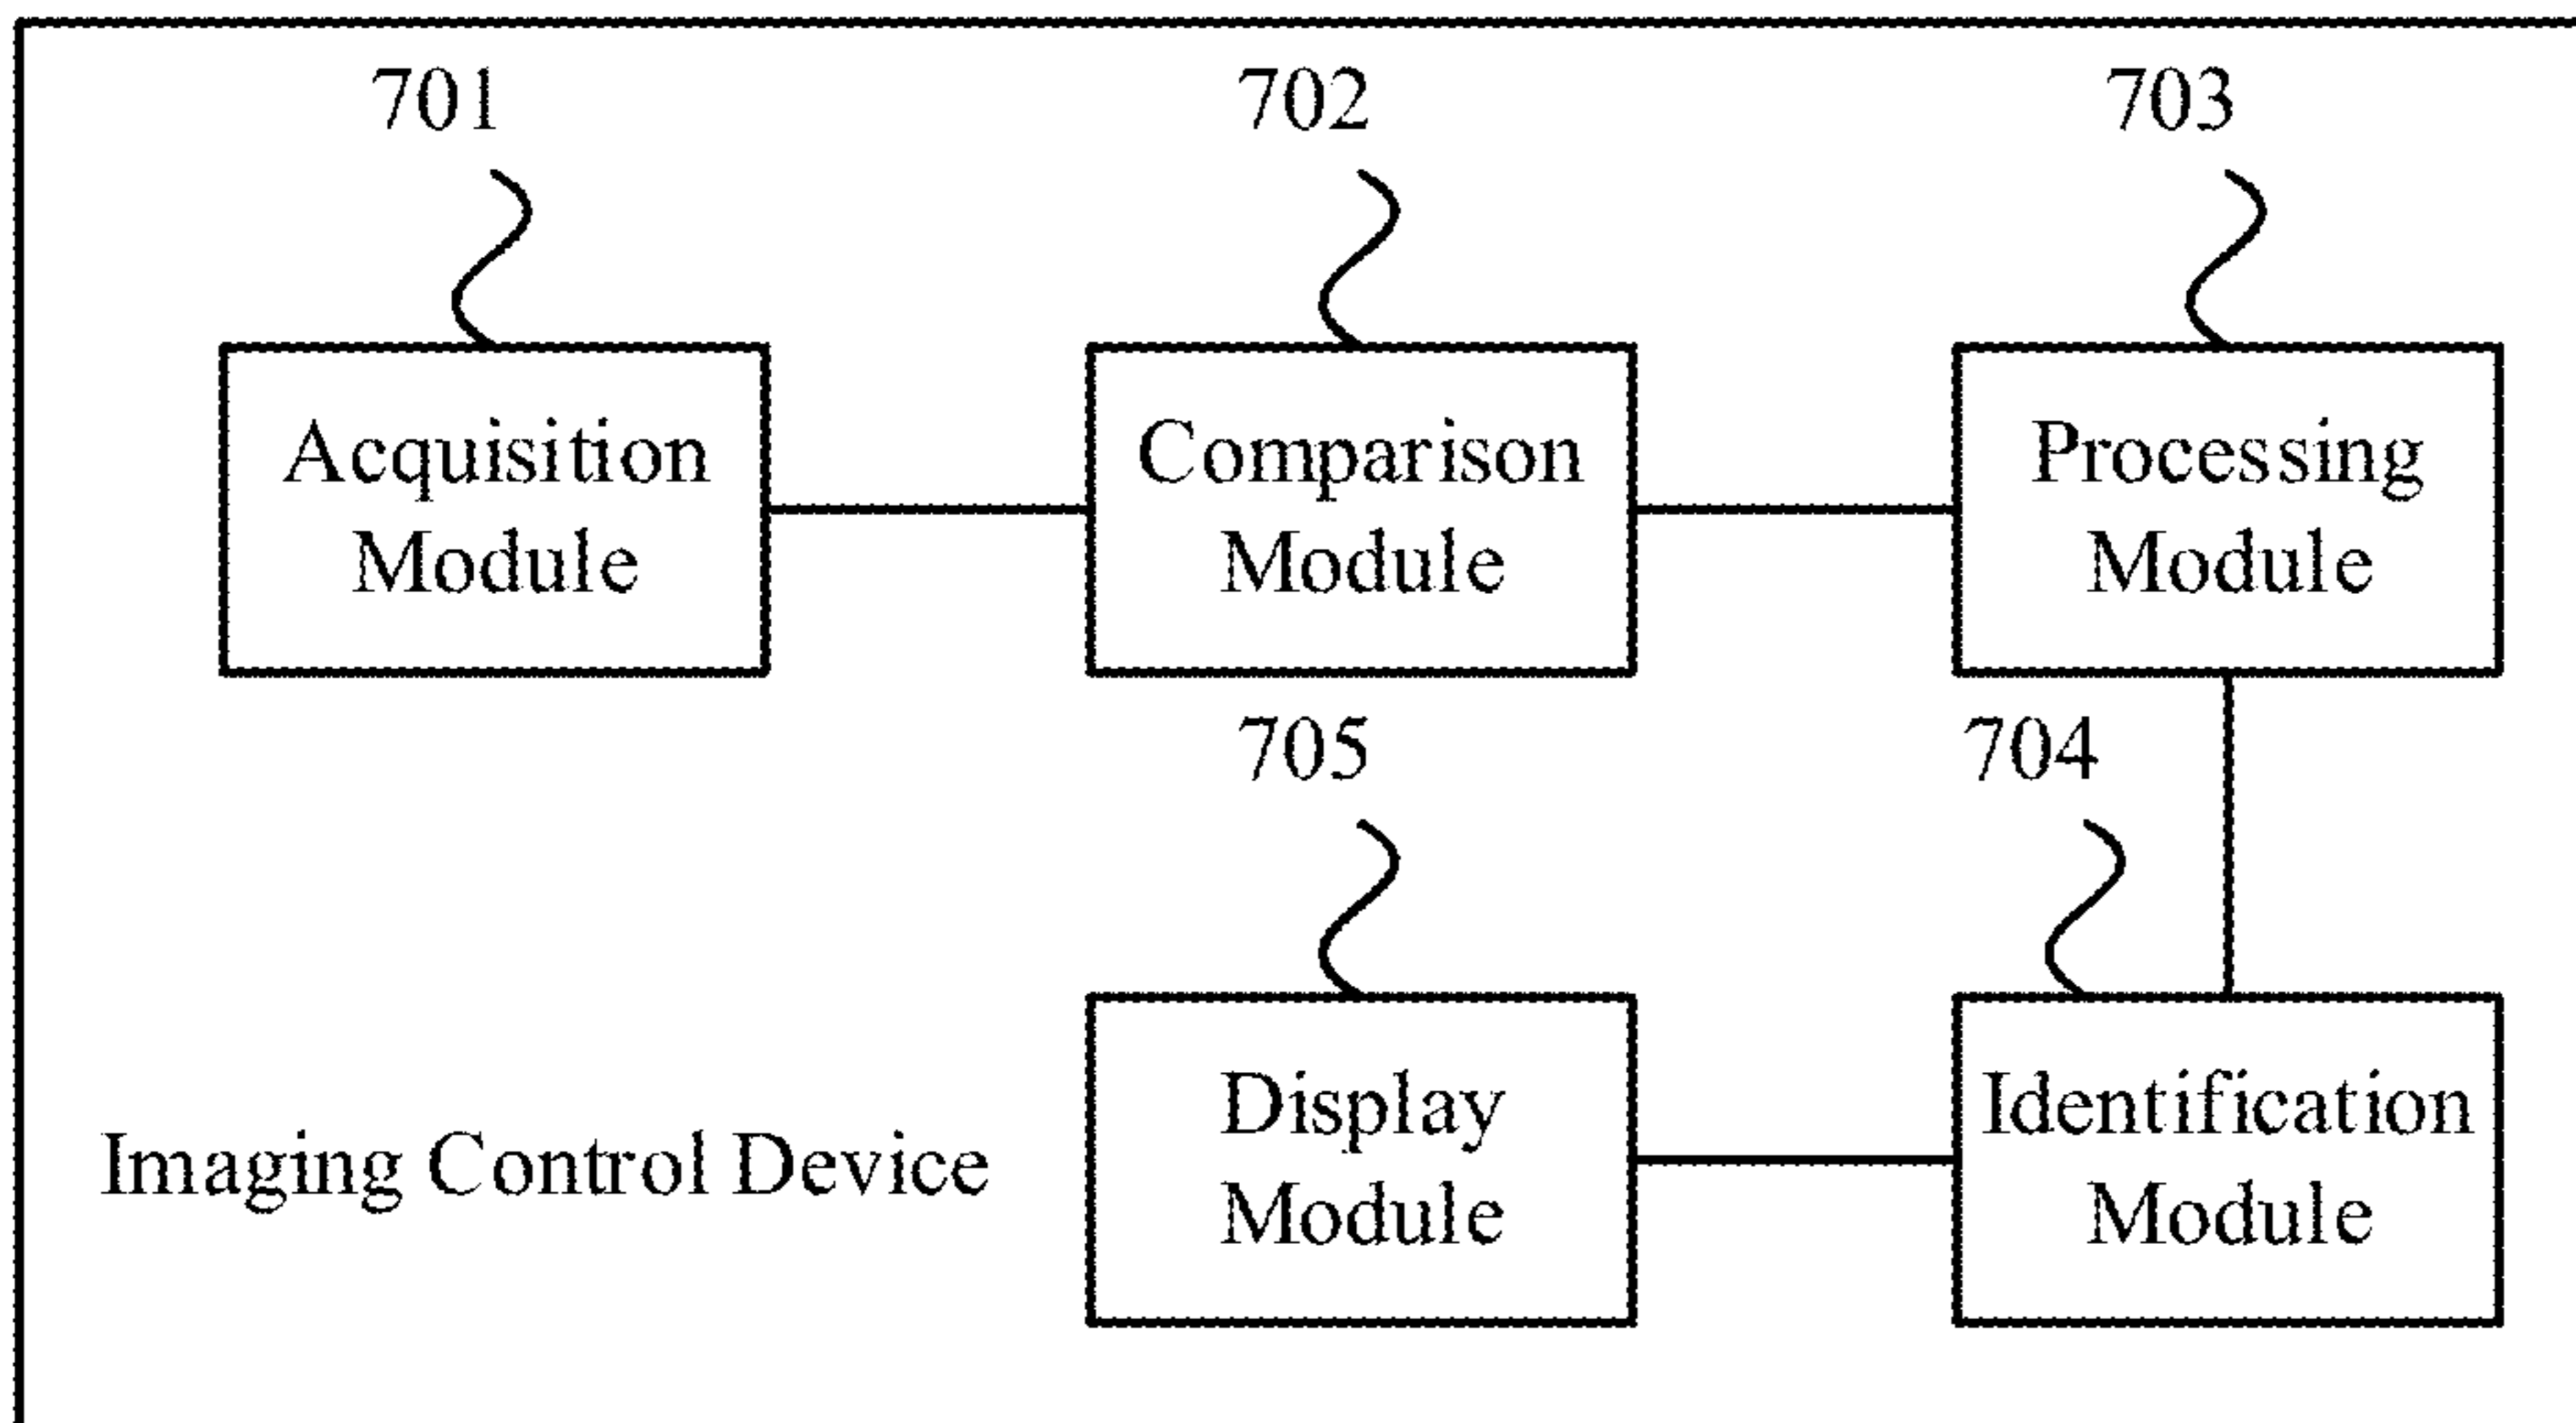 701
702
703
Acquisition
Module
Comparison
Module
Processing
Module
705
704
Display
Module
Identification
Module
Imaging Control Device